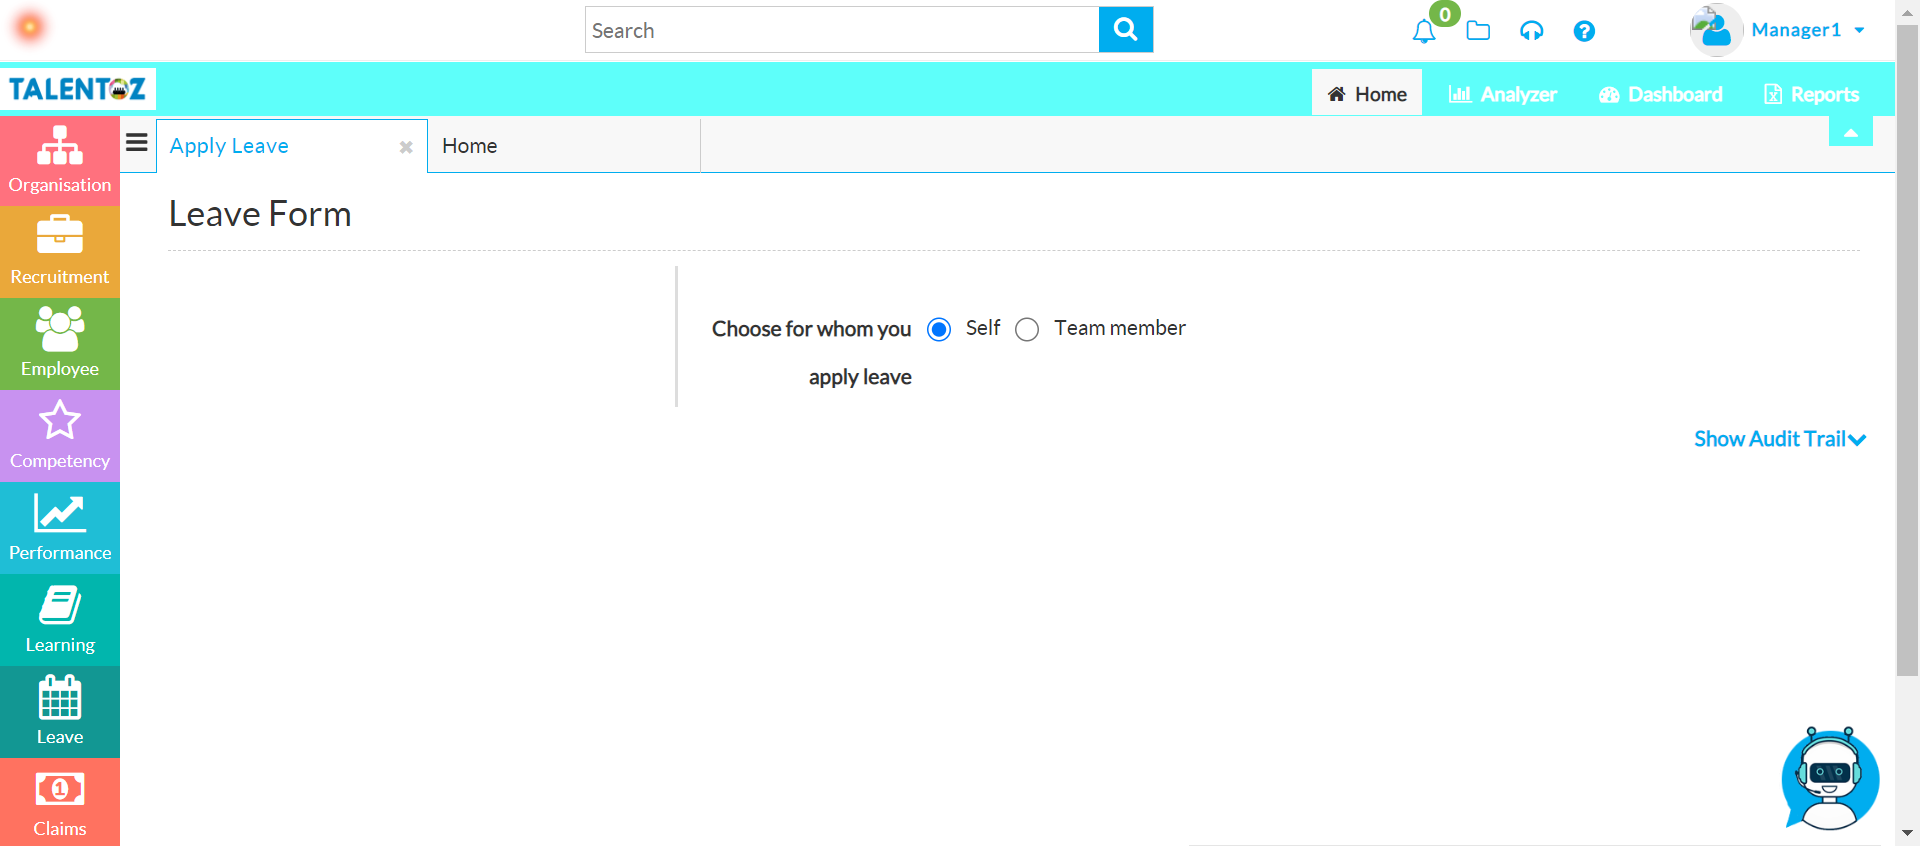 Search
0
Manager1
TALENTOZ
Home
Analyzer
Dashboard
Reports
Organisation
Recruitment
Employee
Competency
Performance
Learning
Leave
Claims
Apply Leave
Home
Leave Form
Choose for whom you
apply leave
Self
Team member
Show Audit Trail